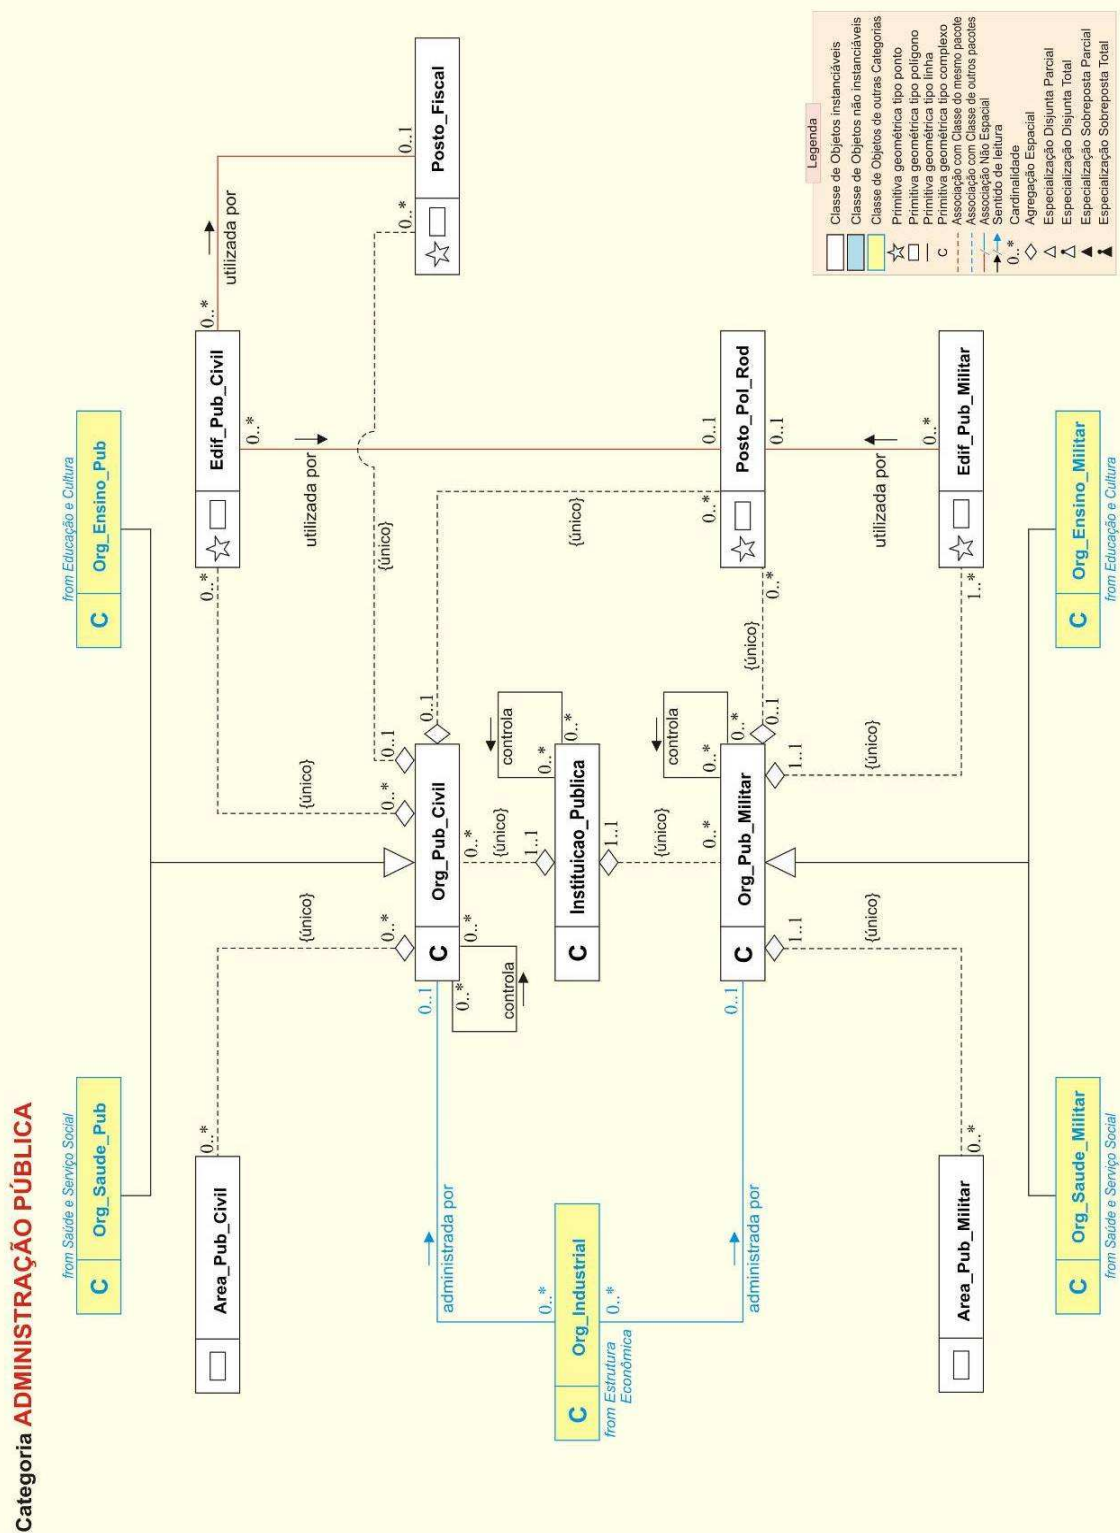 Categoria ADMINISTRAÇÃO PÚBLICA
from Saúde e Serviço Social
C Org_Saude_Pub
from Educação e Cultura
C Org_Ensino_Pub
Area_Pub_Civil
0..*
{único}
0..*
{único}
0..*
0..*
Edif_Pub_Civil
0..*
utilizada por
0..*
utilizada por
0..1
0..*
Posto_Fiscal
{único}
0..1
C Org_Pub_Civil
0..1
0..1
0..*
controla
0..*
0..*
{único}
1..1
{único}
administrada por
0..*
C Org_Industrial
0..*
from Estrutura
Econômica
administrada por
C Instituicao_Publica
controla
0..*
0..*
1..1
{único}
0..*
0..1
C Org_Pub_Militar
controla
0..*
0..*
0..1
{único}
0..*
0..*
Posto_Pol_Rod
0..1
0..1
utilizada por
0..*
1..1
{único}
0..*
1..1
{único}
1..*
Area_Pub_Militar
Edif_Pub_Militar
C Org_Saude_Militar
from Saúde e Serviço Social
C Org_Ensino_Militar
from Educação e Cultura
Legenda
Classe de Objetos instanciáveis
Classe de Objetos não instanciáveis
Classe de Objetos de outras Categorias
Primitiva geométrica tipo ponto
Primitiva geométrica tipo polígono
Primitiva geométrica tipo linha
C Primitiva geométrica tipo complexo
Associação com Classe do mesmo pacote
Associação com Classe de outros pacotes
Associação Não Espacial
Sentido de leitura
0..* Cardinalidade
Agregação Espacial
Especialização Disjunta Parcial
Especialização Disjunta Total
Especialização Sobreposta Parcial
Especialização Sobreposta Total